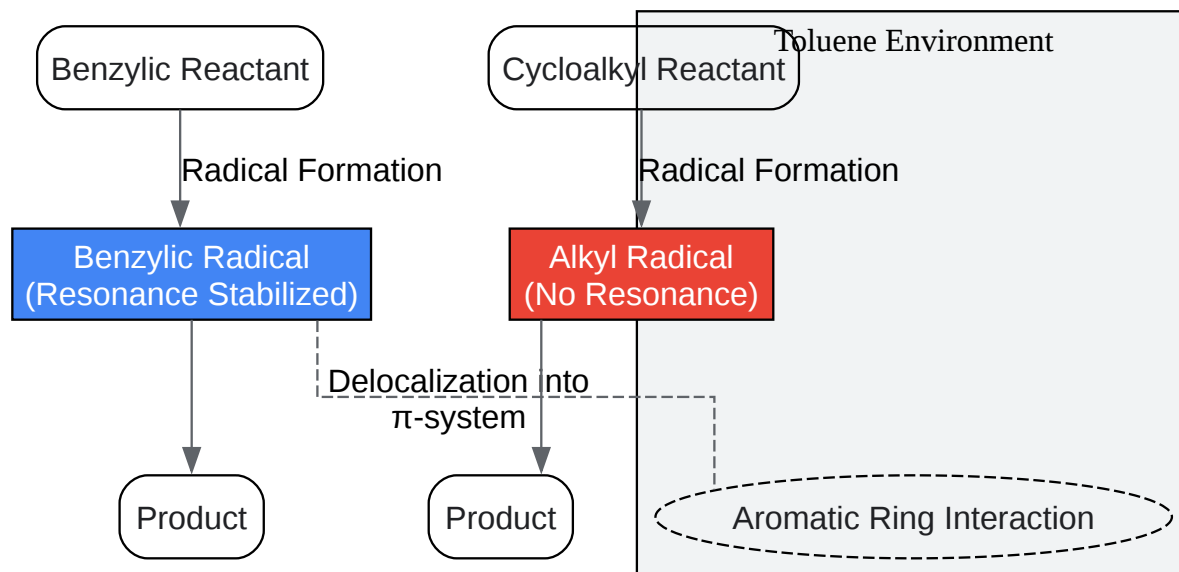 Toluene Environment
Benzylic Reactant
Cycloalkyl Reactant
Radical Formation
Radical Formation
Benzylic Radical
(Resonance Stabilized)
Alkyl Radical
(No Resonance)
Delocalization into
π-system
Product
Product
Aromatic Ring Interaction